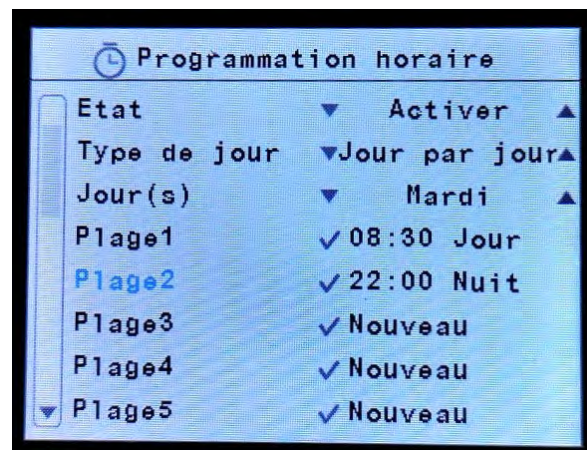 Programmation horaire
Etat Activer
Type de jour Jour par jour
Jour(s) Mardi
Plage1 08:30 Jour
Plage2 22:00 Nuit
Plage3 Nouveau
Plage4 Nouveau
Plage5 Nouveau